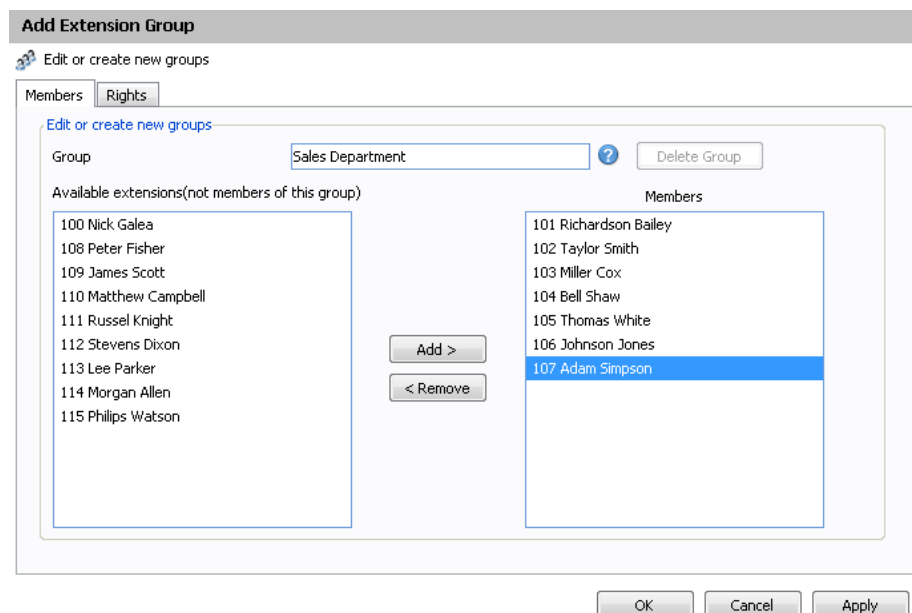 Add Extension Group
Edit or create new groups
Members Rights
Edit or create new groups
Group Sales Department ? Delete Group
Available extensions(not members of this group)
100 Nick Galea
108 Peter Fisher
109 James Scott
110 Matthew Campbell
111 Russel Knight
112 Stevens Dixon
113 Lee Parker
114 Morgan Allen
115 Philips Watson
Add >
< Remove
Members
101 Richardson Bailey
102 Taylor Smith
103 Miller Cox
104 Bell Shaw
105 Thomas White
106 Johnson Jones
107 Adam Simpson
OK Cancel Apply